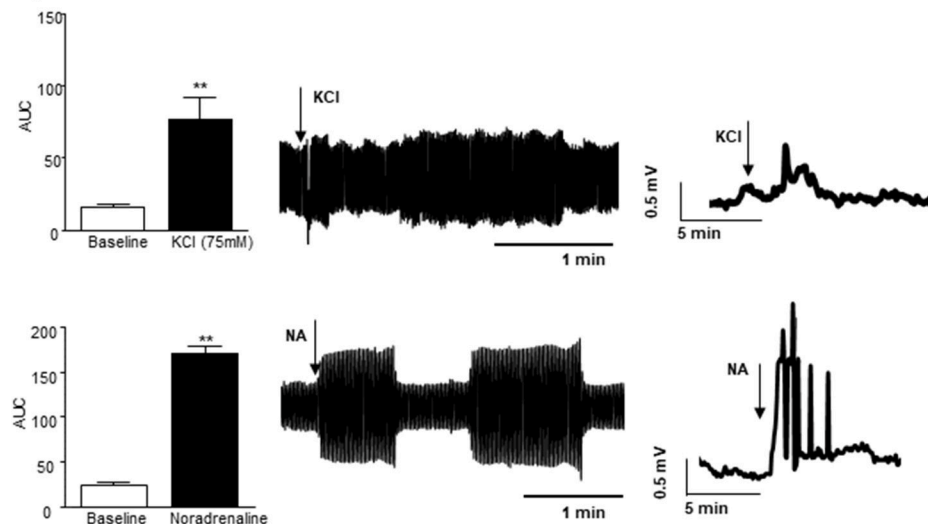 150
100
50
0
AUC
**
Baseline
KCl (75mM)
KCl
1 min
KCl
0.5 mV
5 min
200
150
100
50
0
AUC
**
Baseline
Noradrenaline
NA
1 min
NA
0.5 mV
5 min